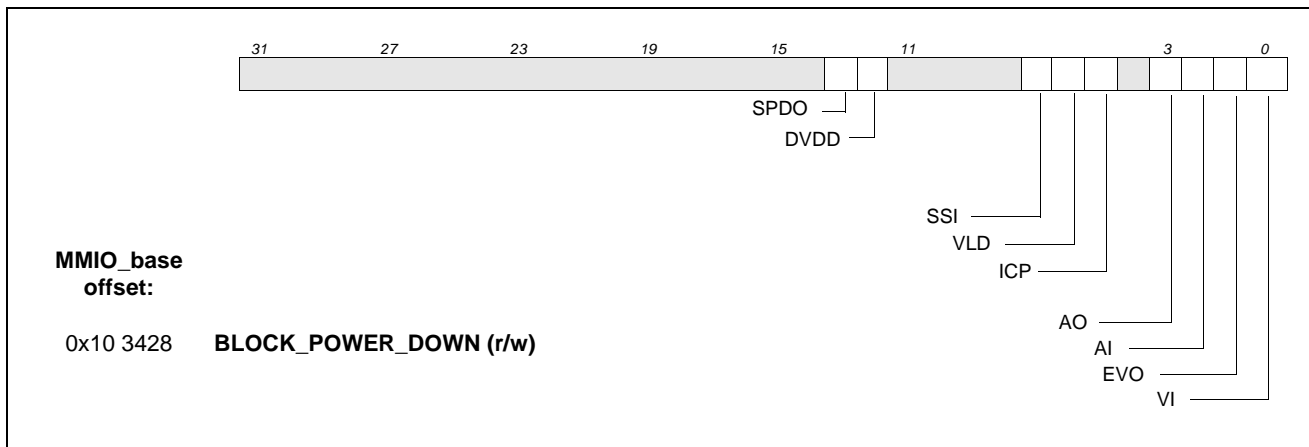 31 27 23 19 15 11 3 0
SPDO
DVDD
SSI
VLD
MMIO_base
offset:
ICP
AO
0x10 3428 BLOCK_POWER_DOWN (r/w)
AI
EVO
VI